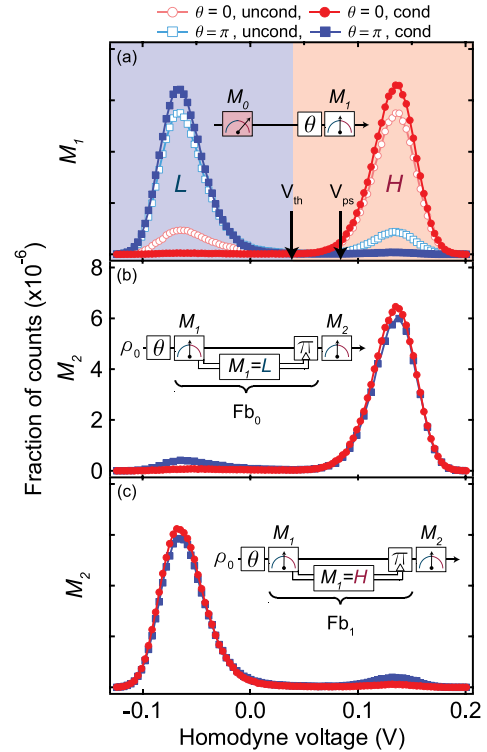 θ = 0, uncond, θ = 0, cond
θ = π, uncond, θ = π, cond
(a)
M₀
M₁
θ
L
H
V_th
V_ps
M₁
(b)
8
6
4
2
0
M₁
M₂
ρ₀ θ π
M₁=L
Fb₀
M₂
Fraction of counts (x10⁻⁶)
(c)
M₁
M₂
ρ₀ θ π
M₁=H
Fb₁
M₂
-0.1 0.0 0.1 0.2
Homodyne voltage (V)